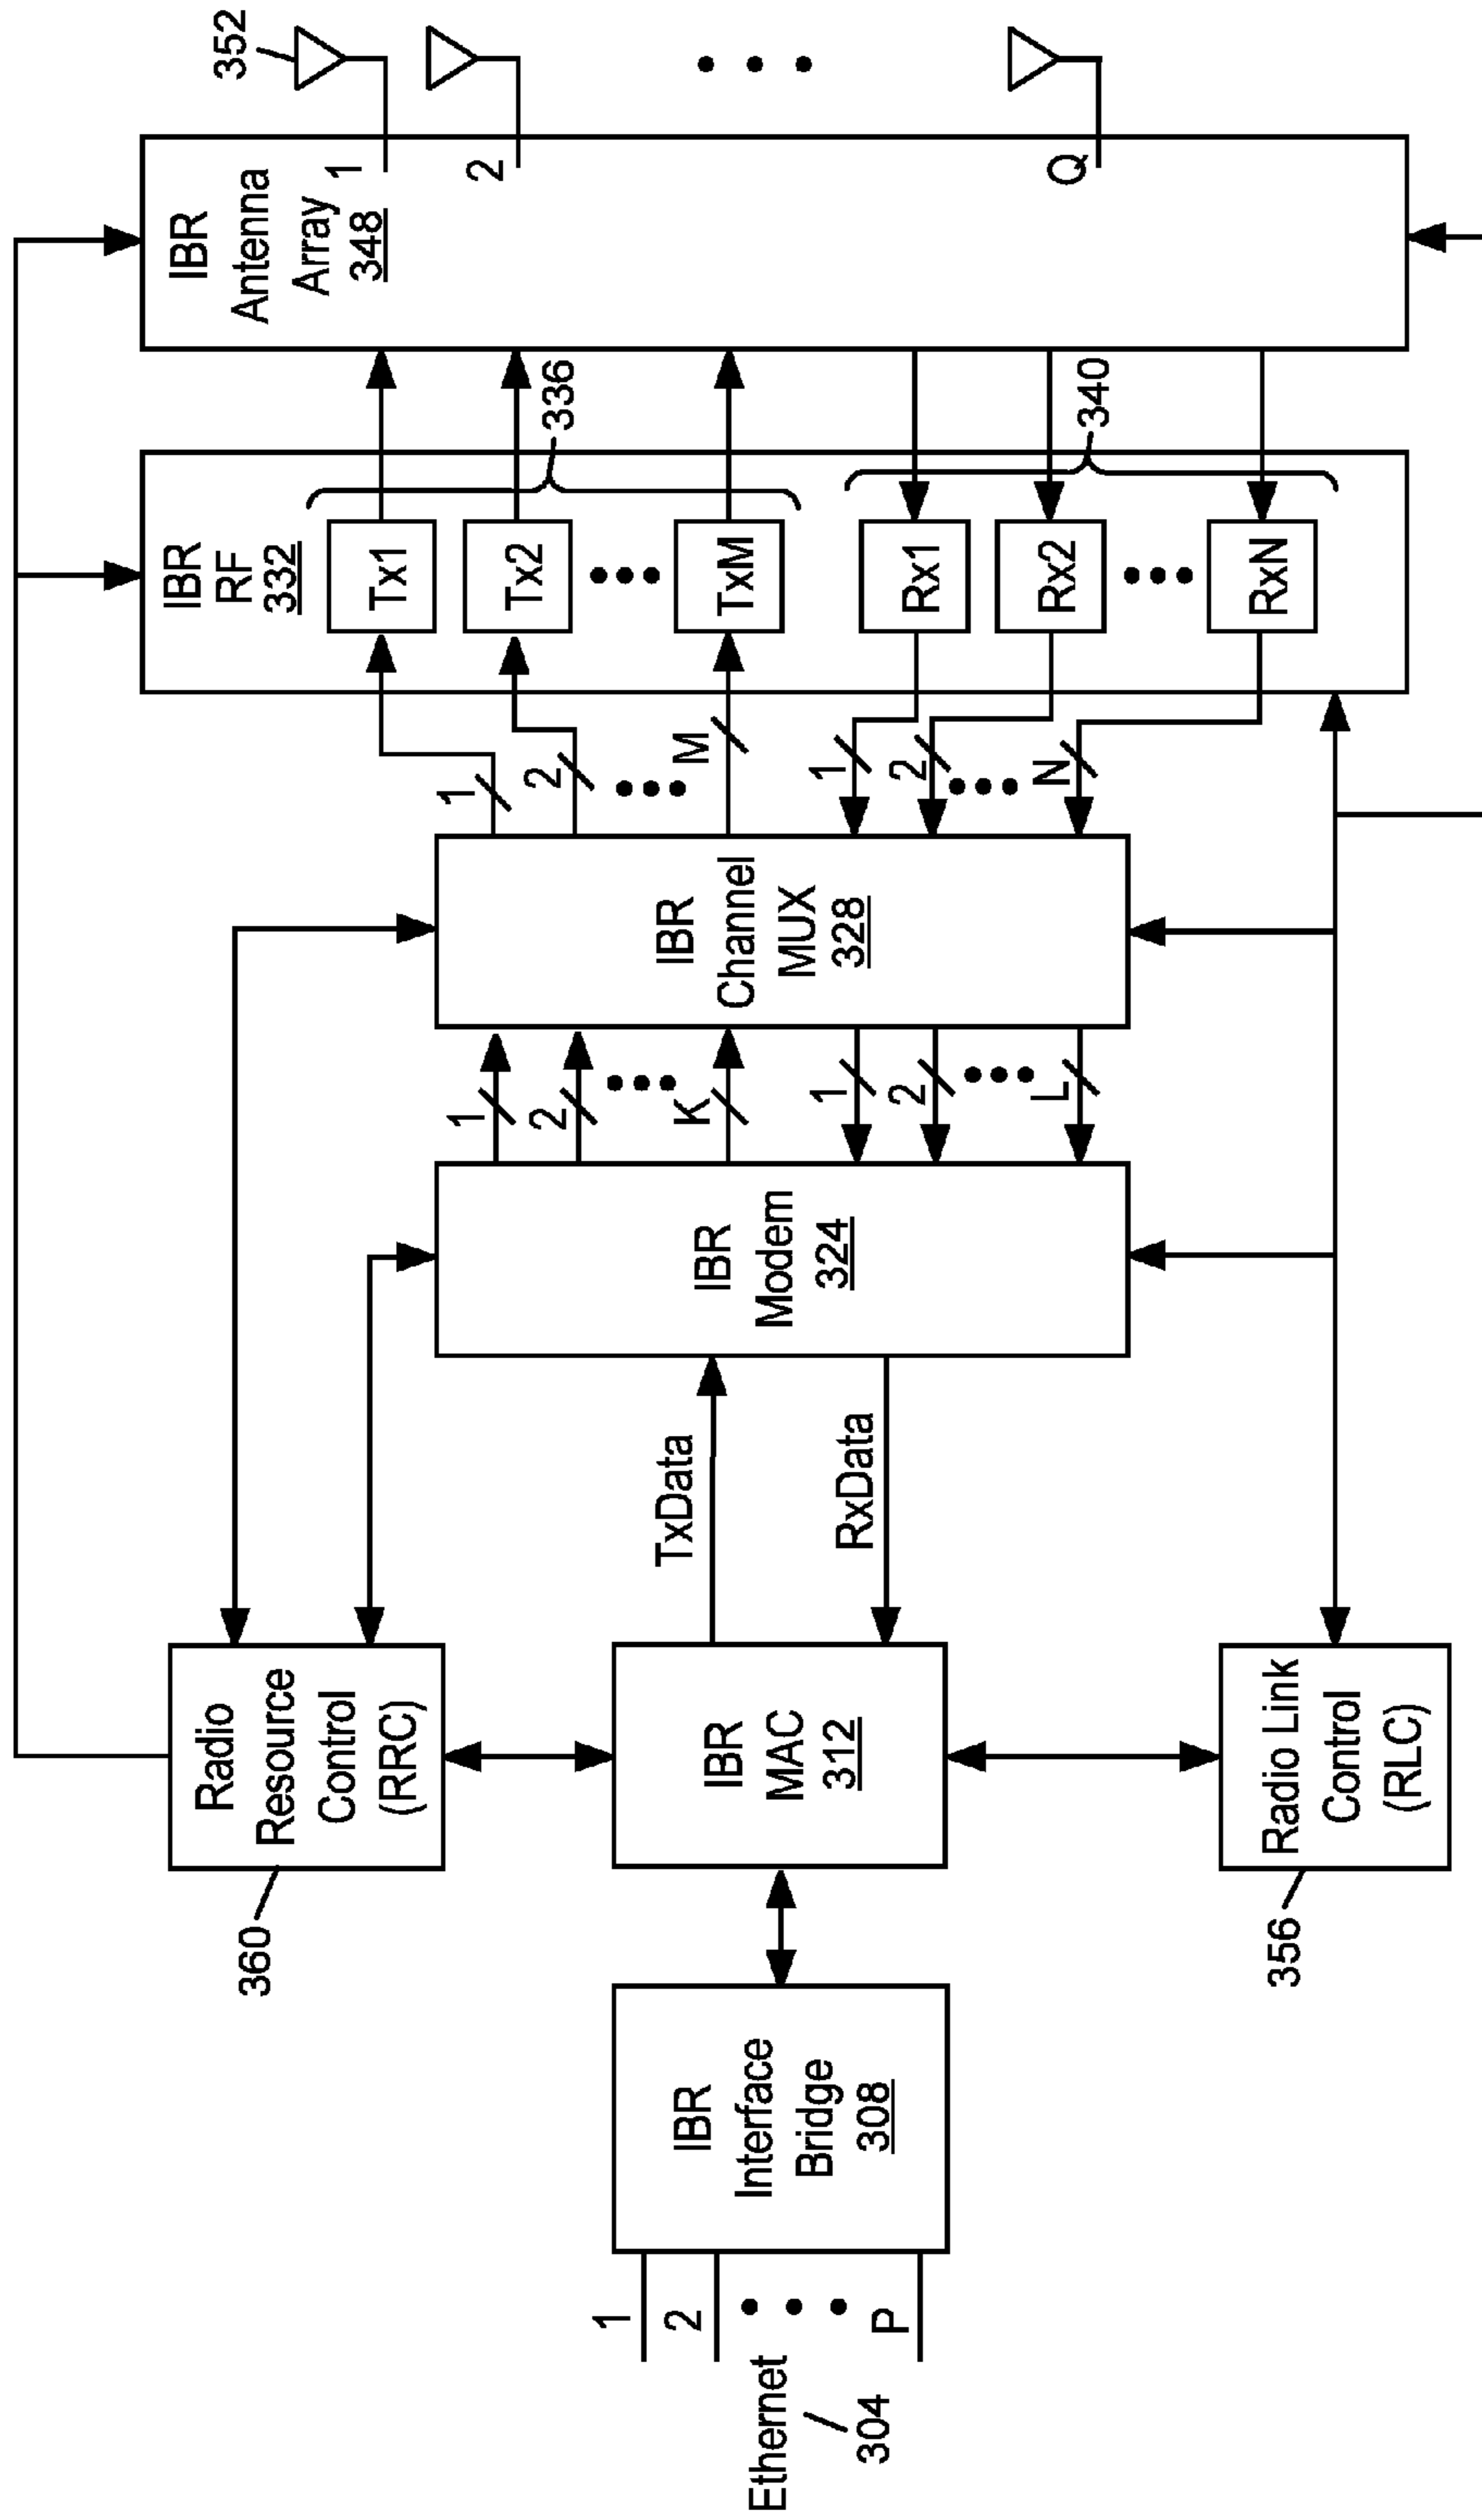 Ethernet
304
1
2
P
IBR
Interface
Bridge
308
360
Radio
Resource
Control
(RRC)
IBR
MAC
312
356
Radio Link
Control
(RLC)
TxData
RxData
IBR
Modem
324
1
2
K
1
2
L
IBR
Channel
MUX
328
1
2
M
1
2
N
IBR
RF
332
Tx1
Tx2
TxM
Rx1
Rx2
RxN
336
340
IBR
Antenna
Array
348
1
2
Q
352